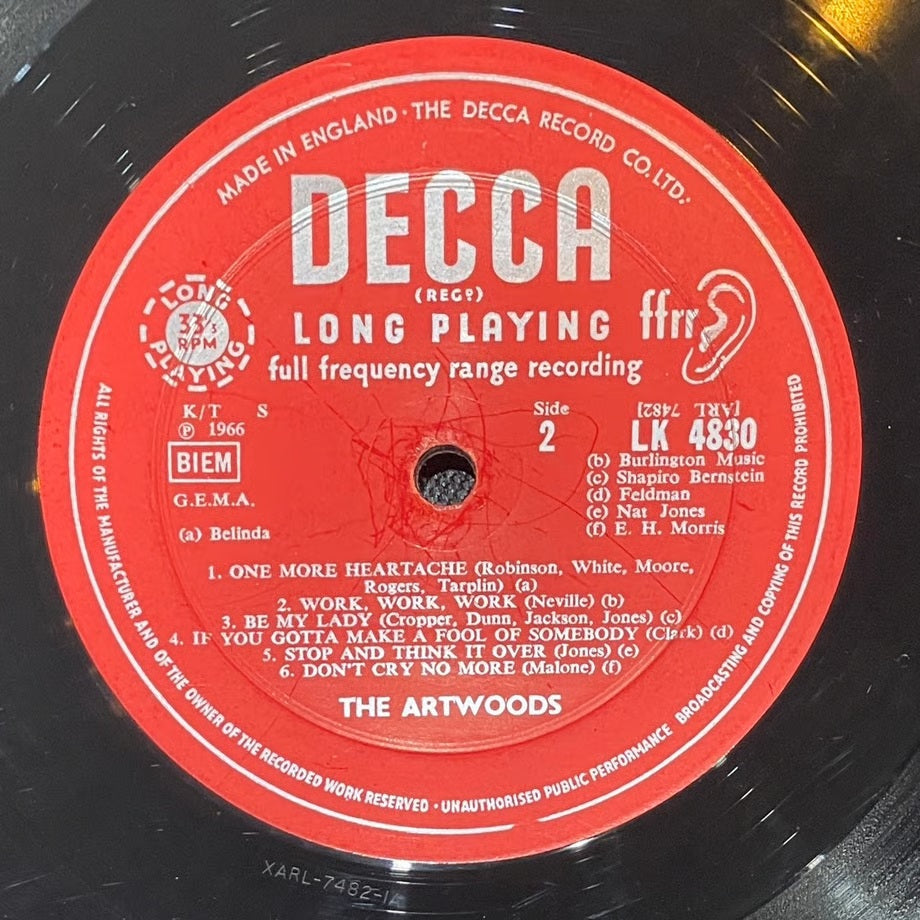 MADE IN ENGLAND · THE DECCA RECORD CO. LTD.
DECCA
(REGD)
LONG PLAYING
ffrr
full frequency range recording
LONG
33⅓
RPM
PLAYING
K/T S
Ⓟ 1966
BIEM
G.E.M.A.
(a) Belinda
Side
2
[ARL 7482]
LK 4830
(b) Burlington Music
(c) Shapiro Bernstein
(d) Feldman
(e) Nat Jones
(f) E. H. Morris
1. ONE MORE HEARTACHE (Robinson, White, Moore,
Rogers, Tarplin) (a)
2. WORK, WORK, WORK (Neville) (b)
3. BE MY LADY (Cropper, Dunn, Jackson, Jones) (c)
4. IF YOU GOTTA MAKE A FOOL OF SOMEBODY (Clark) (d)
5. STOP AND THINK IT OVER (Jones) (e)
6. DON'T CRY NO MORE (Malone) (f)
THE ARTWOODS
ALL RIGHTS OF THE MANUFACTURER AND OF THE OWNER OF THE RECORDED WORK RESERVED · UNAUTHORISED PUBLIC PERFORMANCE BROADCASTING AND COPYING OF THIS RECORD PROHIBITED
XARL-7482-1A